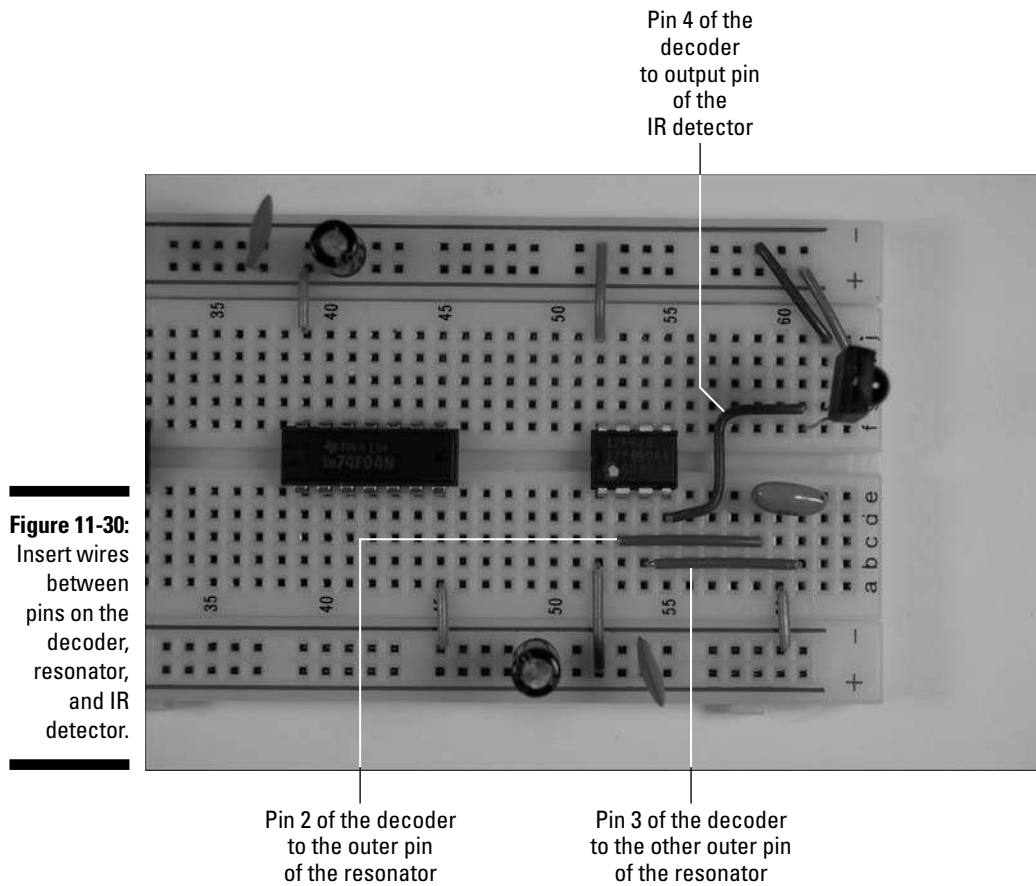 Pin 4 of the
decoder
to output pin
of the
IR detector
−
+
35
40
45
50
55
60
j
f
SN74F04N
Figure 11-30:
Insert wires
between
pins on the
decoder,
resonator,
and IR
detector.
a b c d e
35
40
50
55
−
+
Pin 2 of the decoder
to the outer pin
of the resonator
Pin 3 of the decoder
to the other outer pin
of the resonator